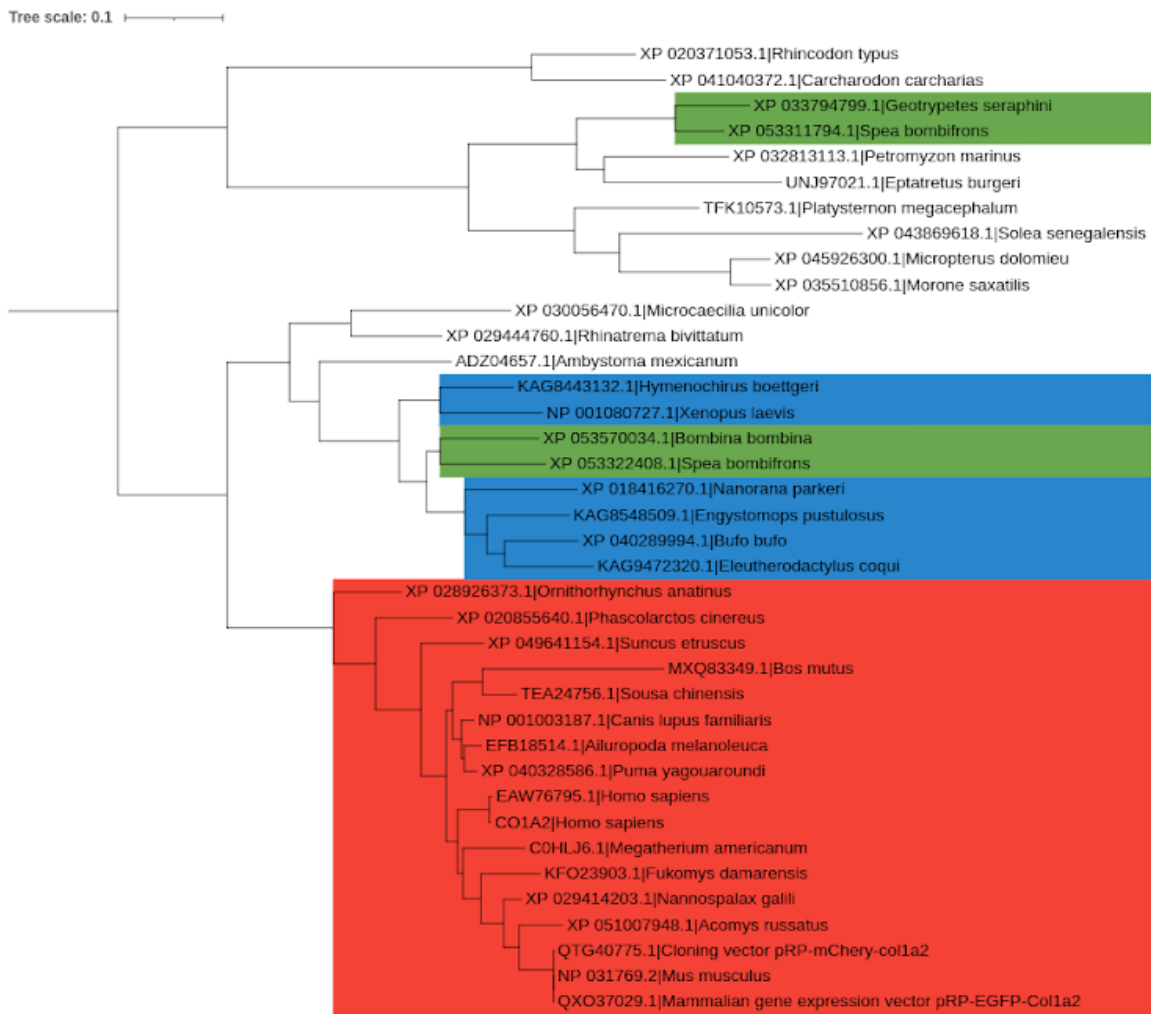 Tree scale: 0.1
XP 020371053.1|Rhincodon typus
XP 041040372.1|Carcharodon carcharias
XP 033794799.1|Geotrypetes seraphini
XP 053311794.1|Spea bombifrons
XP 032813113.1|Petromyzon marinus
UNJ97021.1|Eptatretus burgeri
TFK10573.1|Platysternon megacephalum
XP 043869618.1|Solea senegalensis
XP 045926300.1|Micropterus dolomieu
XP 035510856.1|Morone saxatilis
XP 030056470.1|Microcaecilia unicolor
XP 029444760.1|Rhinatrema bivittatum
ADZ04657.1|Ambystoma mexicanum
KAG8443132.1|Hymenochirus boettgeri
NP 001080727.1|Xenopus laevis
XP 053570034.1|Bombina bombina
XP 053322408.1|Spea bombifrons
XP 018416270.1|Nanorana parkeri
KAG8548509.1|Engystomops pustulosus
XP 040289994.1|Bufo bufo
KAG9472320.1|Eleutherodactylus coqui
XP 028926373.1|Ornithorhynchus anatinus
XP 020855640.1|Phascolarctos cinereus
XP 049641154.1|Suncus etruscus
MXQ83349.1|Bos mutus
TEA24756.1|Sousa chinensis
NP 001003187.1|Canis lupus familiaris
EFB18514.1|Ailuropoda melanoleuca
XP 040328586.1|Puma yagouaroundi
EAW76795.1|Homo sapiens
CO1A2|Homo sapiens
C0HLJ6.1|Megatherium americanum
KFO23903.1|Fukomys damarensis
XP 029414203.1|Nannospalax galili
XP 051007948.1|Acomys russatus
QTG40775.1|Cloning vector pRP-mChery-col1a2
NP 031769.2|Mus musculus
QXO37029.1|Mammalian gene expression vector pRP-EGFP-Col1a2